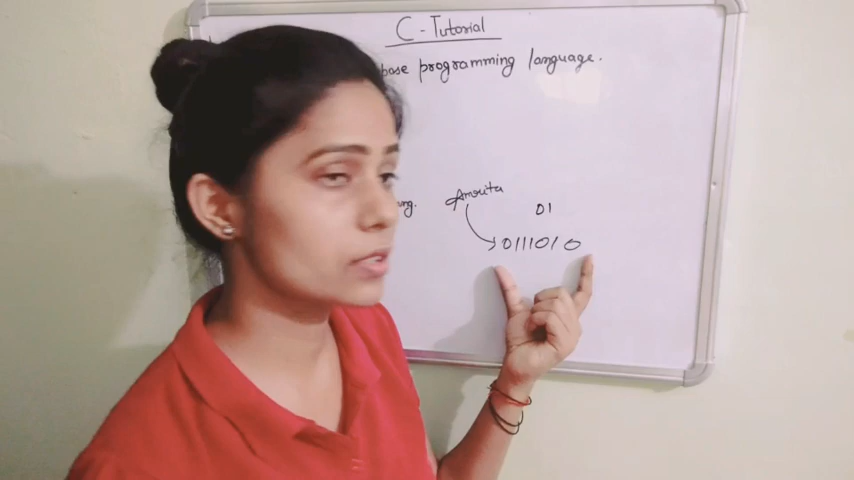 C - Tutorial
base programming language.
Amrita
01
0111010